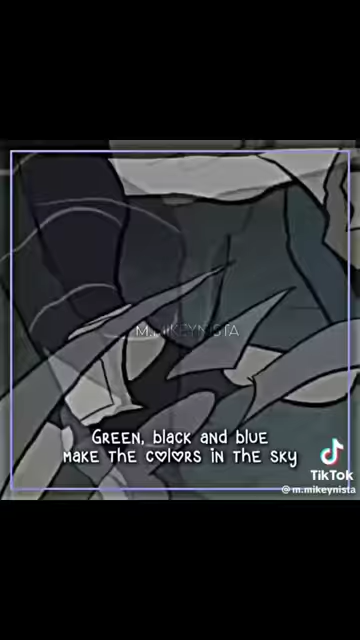 M.MIKEYNISTA
GREEN, BLACK AND BLUE
MAKE THE COLORS IN THE SKY
TikTok
@m.mikeynista